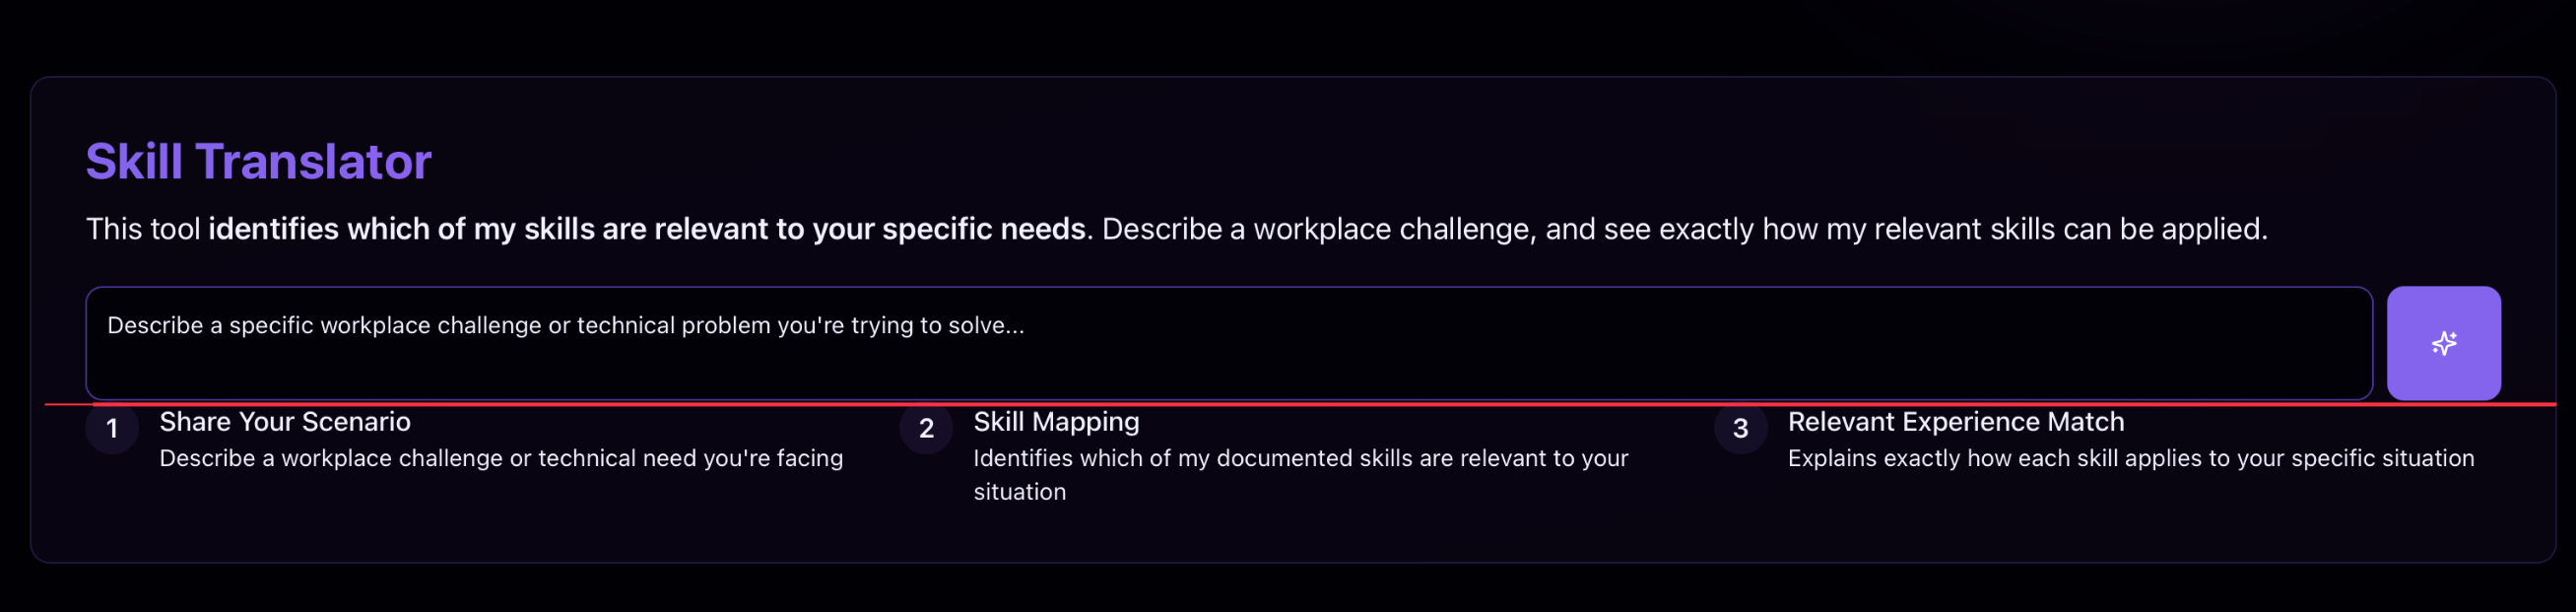 Skill Translator
This tool identifies which of my skills are relevant to your specific needs. Describe a workplace challenge, and see exactly how my relevant skills can be applied.
Describe a specific workplace challenge or technical problem you're trying to solve...
1
Share Your Scenario
Describe a workplace challenge or technical need you're facing
2
Skill Mapping
Identifies which of my documented skills are relevant to your
situation
3
Relevant Experience Match
Explains exactly how each skill applies to your specific situation